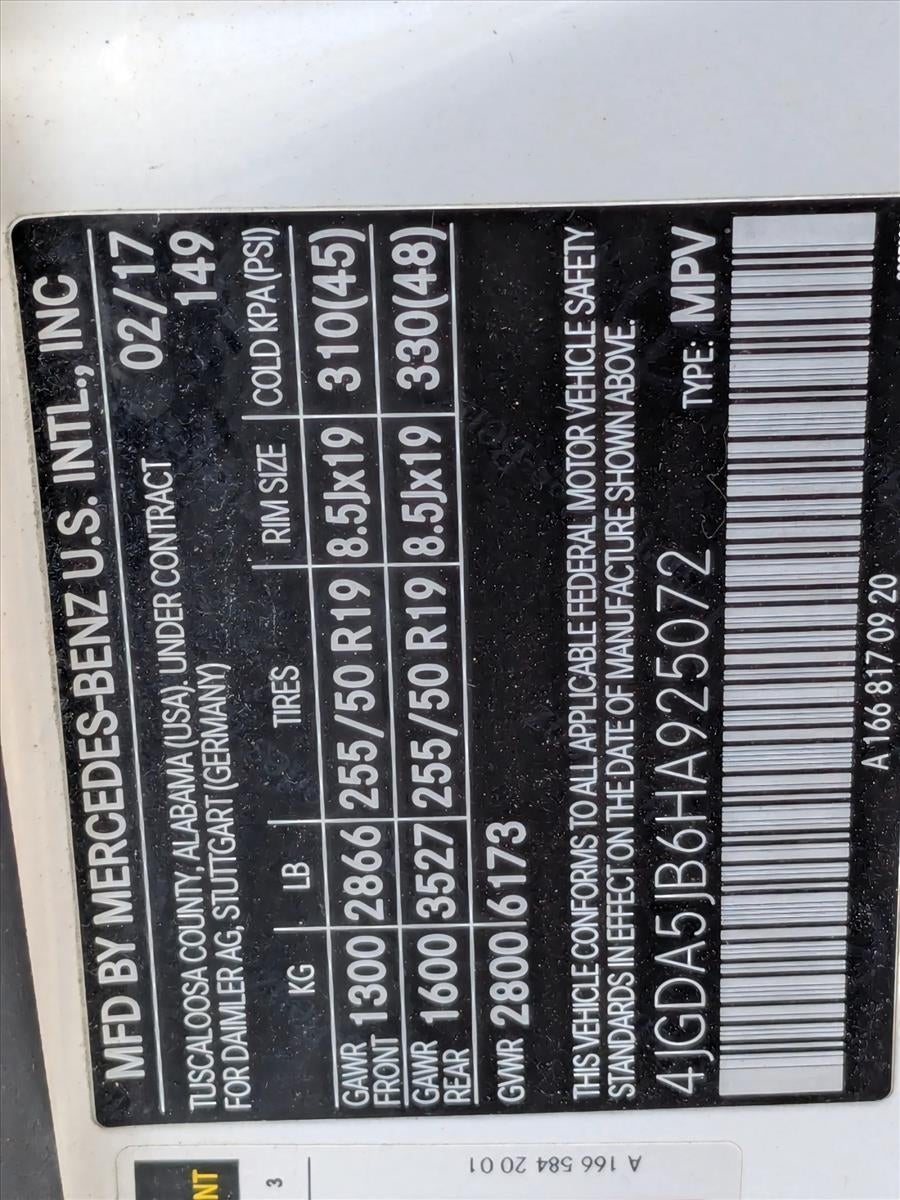 MFD BY MERCEDES-BENZ U.S. INTL., INC
02/17
TUSCALOOSA COUNTY, ALABAMA (USA), UNDER CONTRACT
149
FOR DAIMLER AG, STUTTGART (GERMANY)
KG LB TIRES RIM SIZE COLD KPA (PSI)
GAWR FRONT 1300 2866 255/50 R19 8.5Jx19 310(45)
GAWR REAR 1600 3527 255/50 R19 8.5Jx19 330(48)
GWR 2800 6173
THIS VEHICLE CONFORMS TO ALL APPLICABLE FEDERAL MOTOR VEHICLE SAFETY
STANDARDS IN EFFECT ON THE DATE OF MANUFACTURE SHOWN ABOVE.
4JGDA5JB6HA925072 TYPE: MPV
A 166 817 09 20
NT
3
A 166 584 20 01